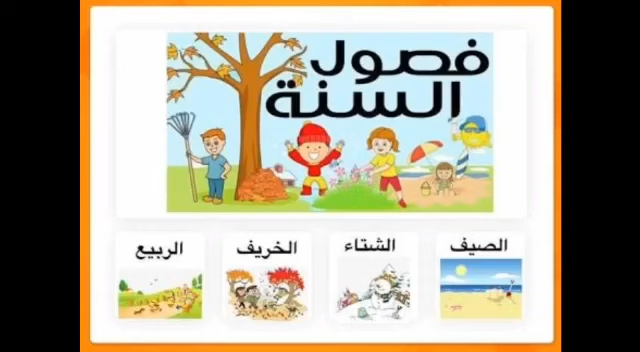 فصول
السنة
الصيف
الشتاء
الخريف
الربيع